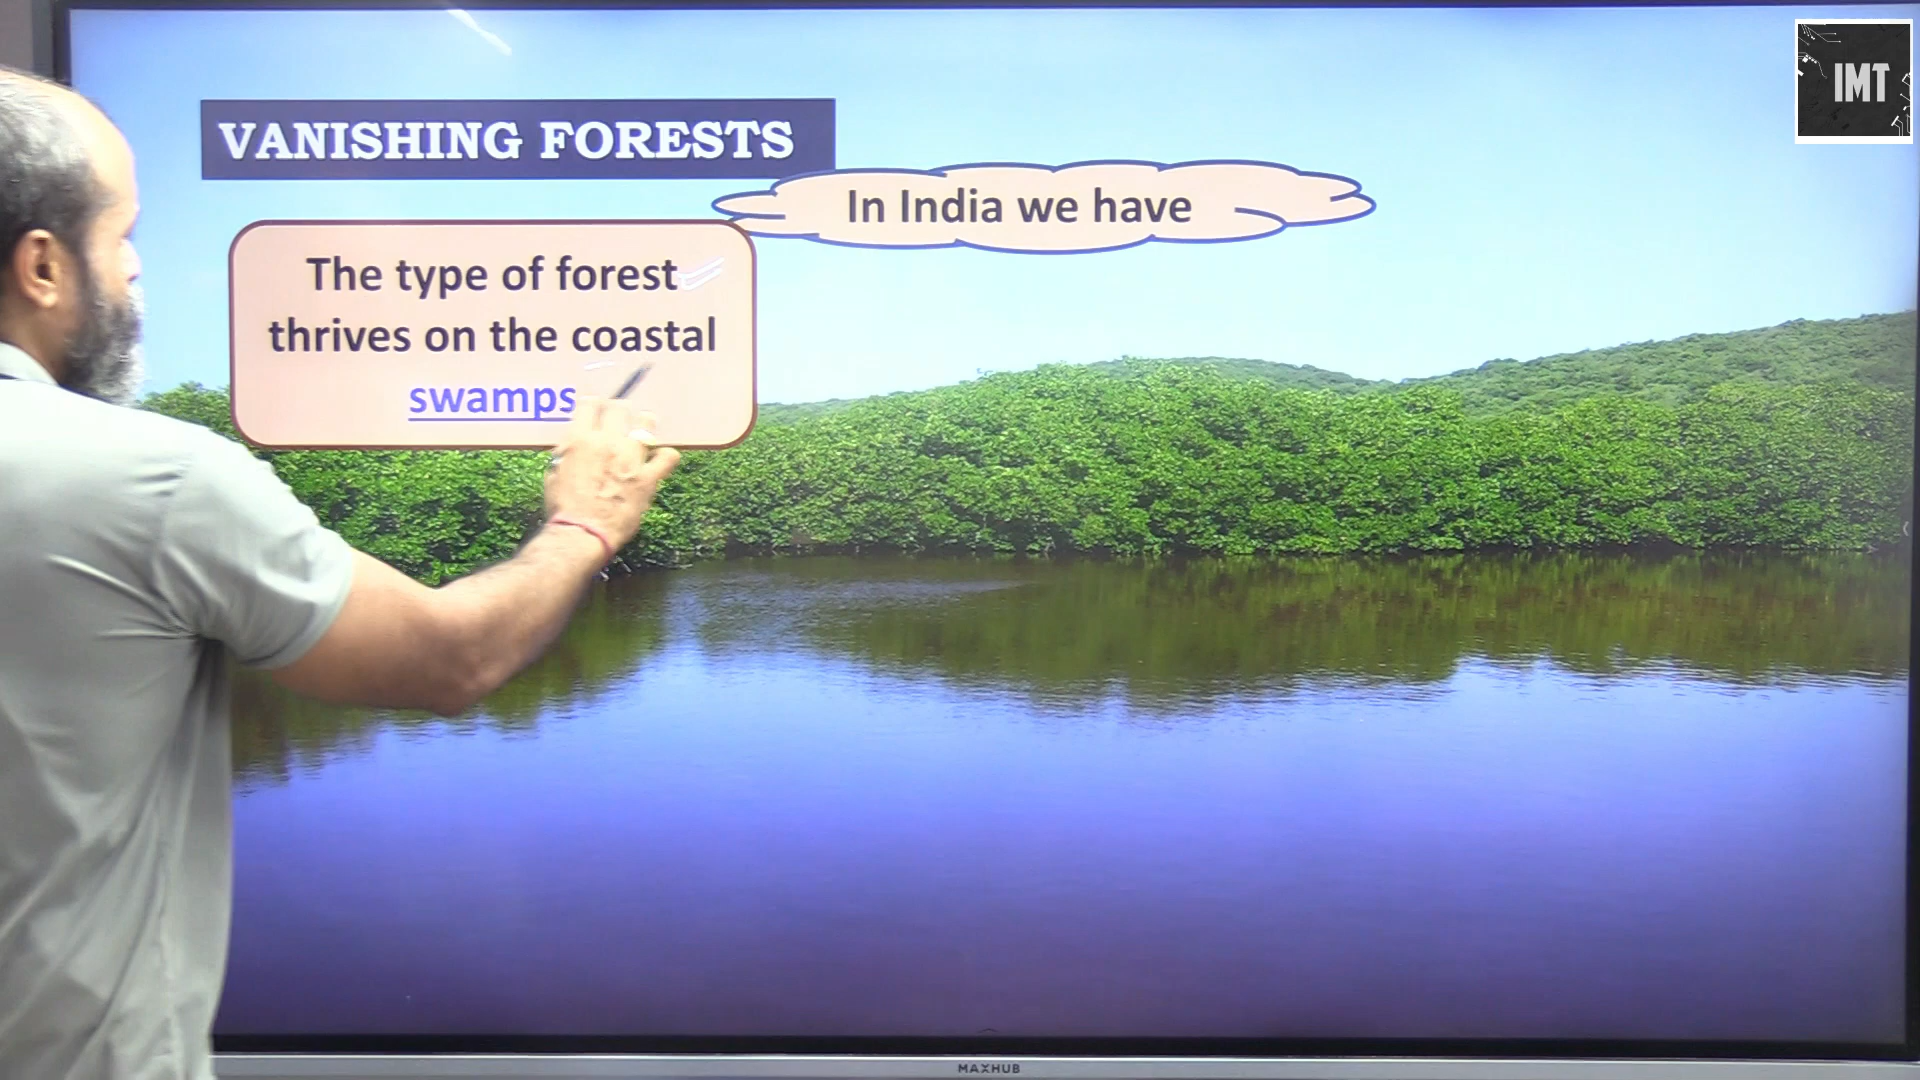 IMT
VANISHING FORESTS
In India we have
The type of forest
thrives on the coastal
swamps
MAXHUB